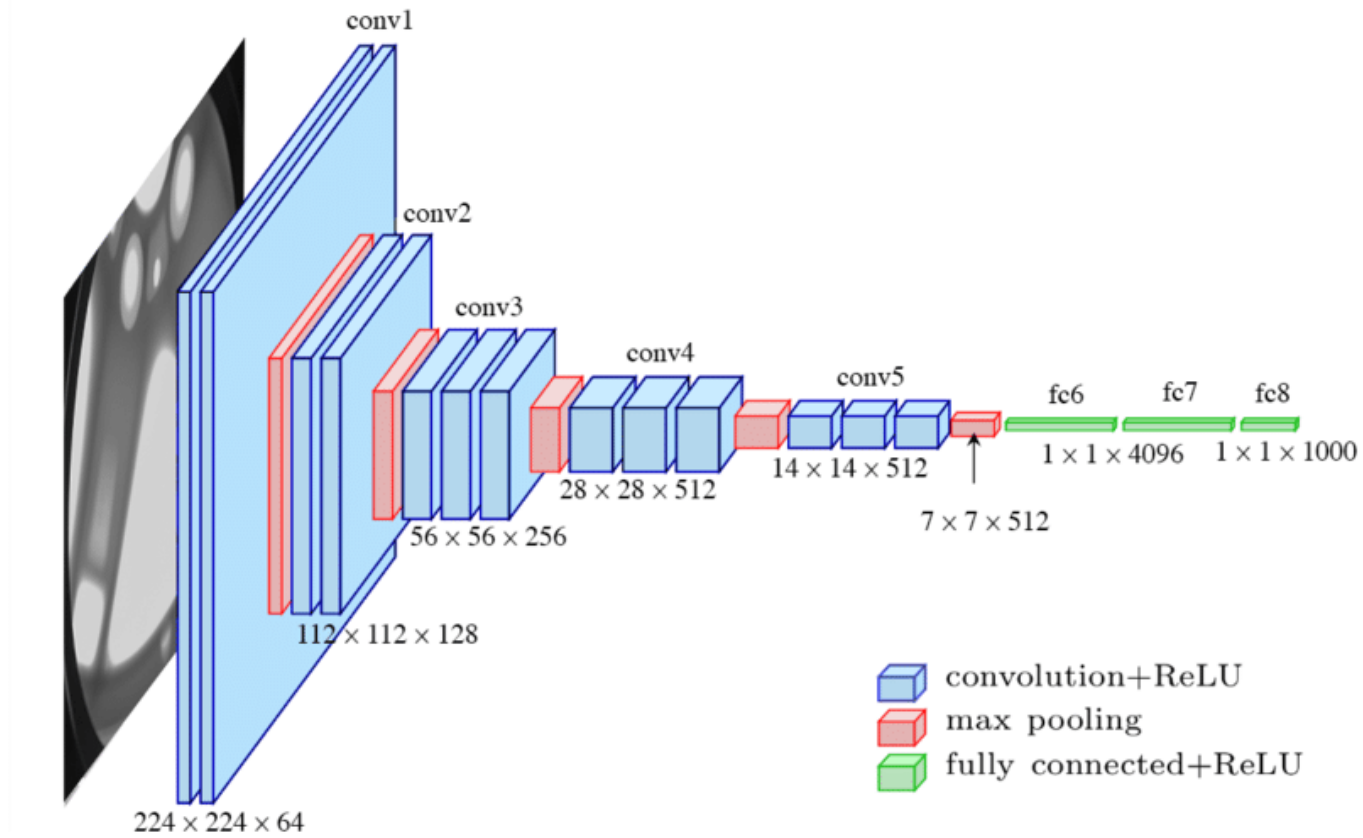 conv1
conv2
conv3
conv4
conv5
fc6
fc7
fc8
224 × 224 × 64
112 × 112 × 128
56 × 56 × 256
28 × 28 × 512
14 × 14 × 512
7 × 7 × 512
1 × 1 × 4096
1 × 1 × 1000
convolution+ReLU
max pooling
fully connected+ReLU